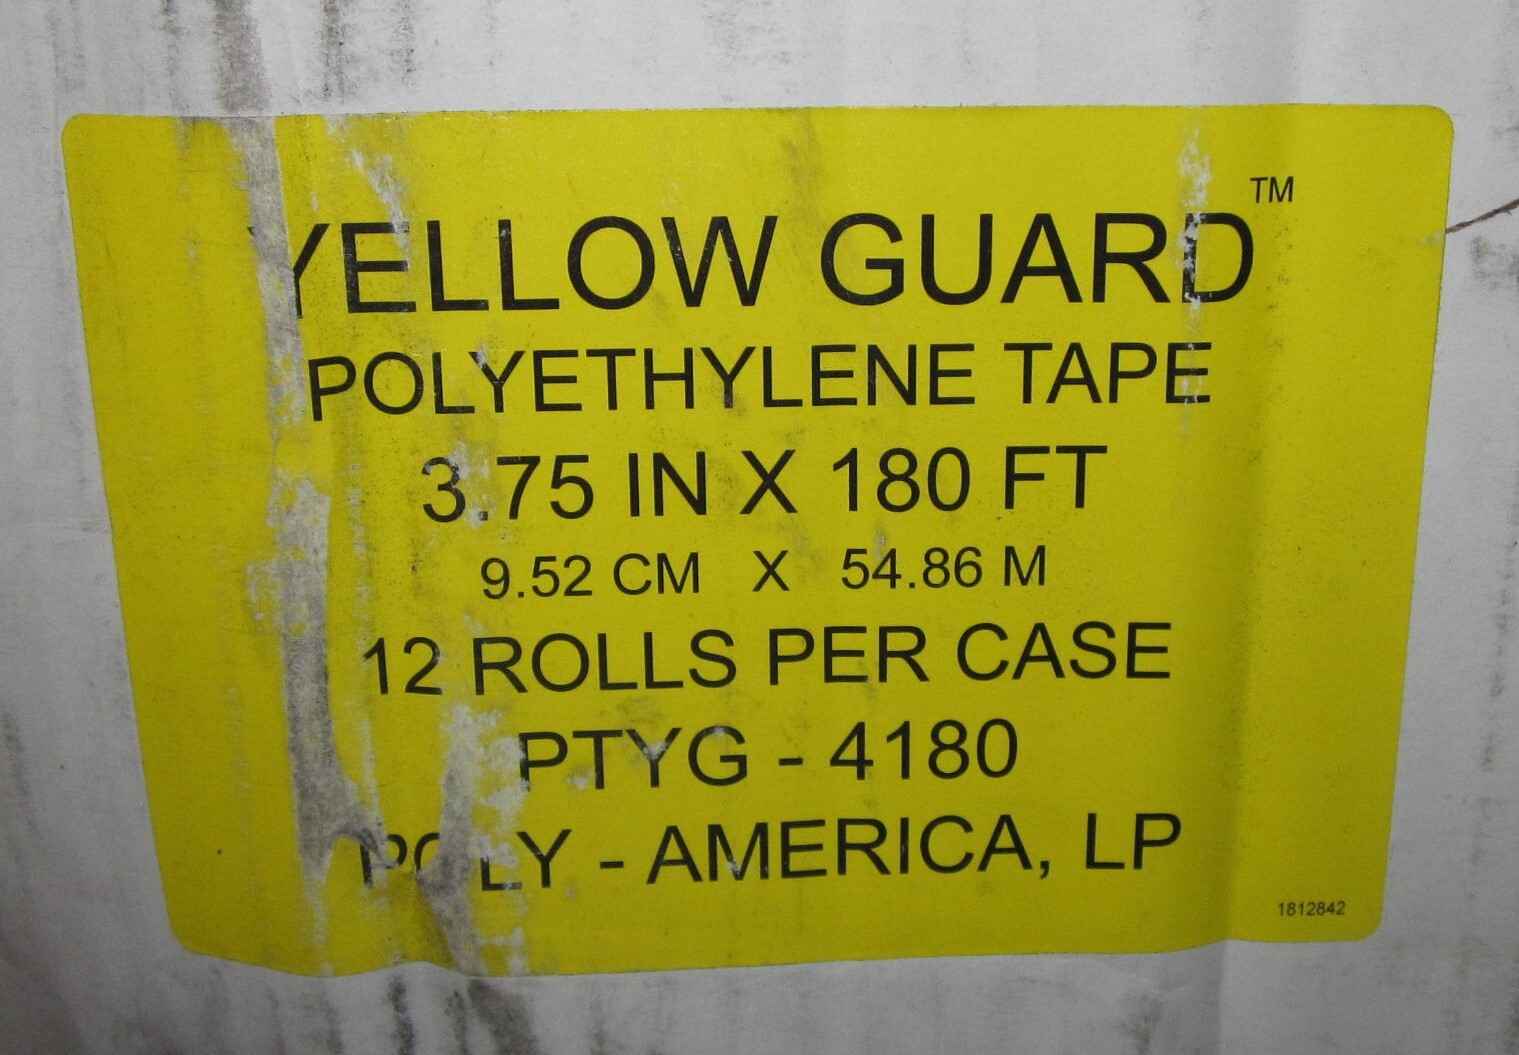 YELLOW GUARD™
POLYETHYLENE TAPE
3.75 IN X 180 FT
9.52 CM X 54.86 M
12 ROLLS PER CASE
PTYG - 4180
POLY - AMERICA, LP
1812842